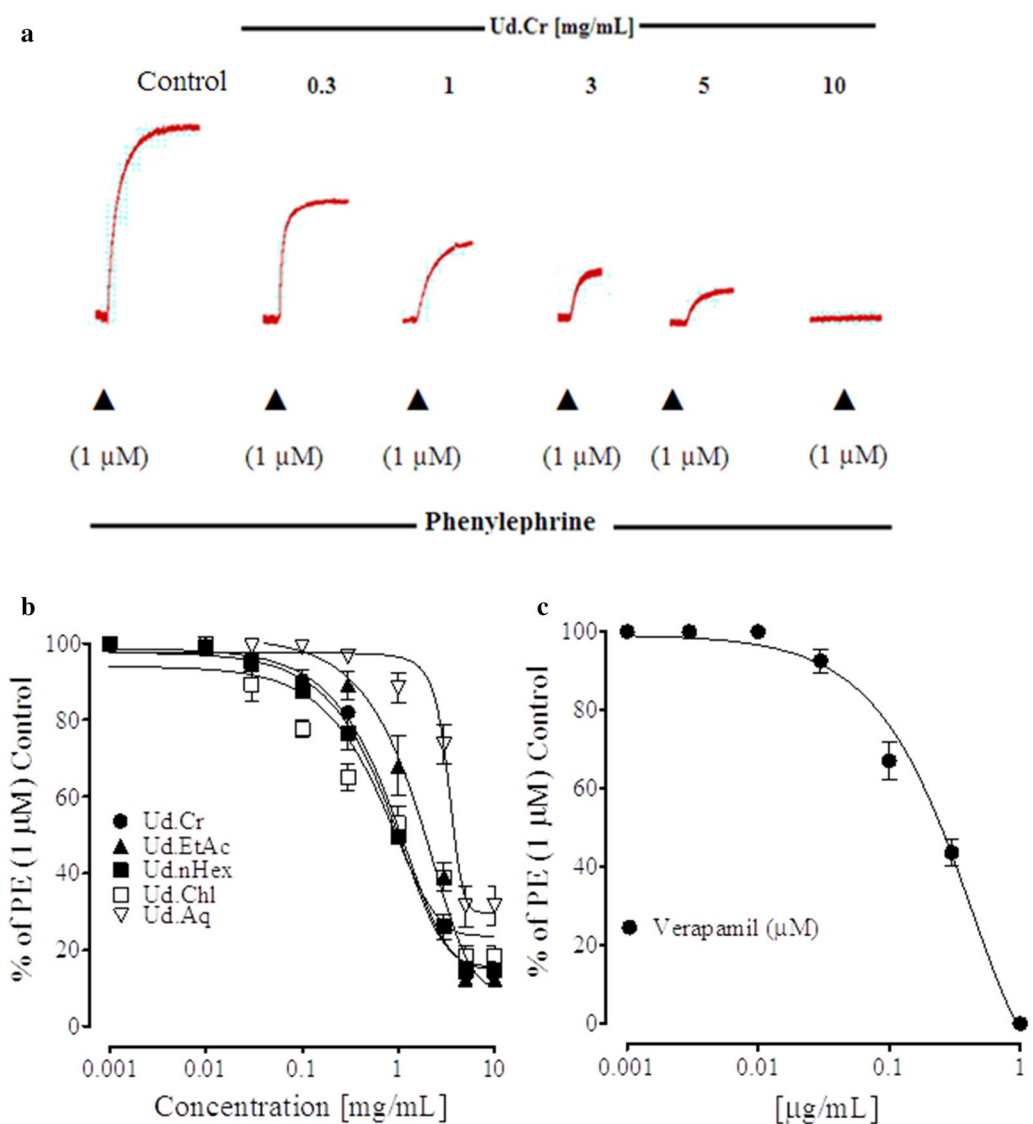 a
Ud.Cr [mg/mL]
Control 0.3 1 3 5 10
(1 µM) (1 µM) (1 µM) (1 µM) (1 µM) (1 µM)
Phenylephrine
b
% of PE (1 µM) Control
100
80
60
40
20
0
Ud.Cr
Ud.EtAc
Ud.nHex
Ud.Chl
Ud.Aq
0.001 0.01 0.1 1 10
Concentration [mg/mL]
c
% of PE (1 µM) Control
100
80
60
40
20
0
Verapamil (µM)
0.001 0.01 0.1 1
[µg/mL]